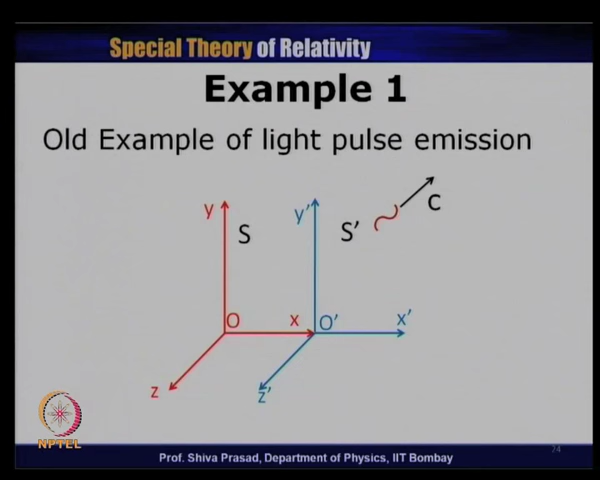 Special Theory of Relativity
Example 1
Old Example of light pulse emission
y
S
y'
S'
C
O
x
O'
x'
z
z'
NPTEL
Prof. Shiva Prasad, Department of Physics, IIT Bombay
24